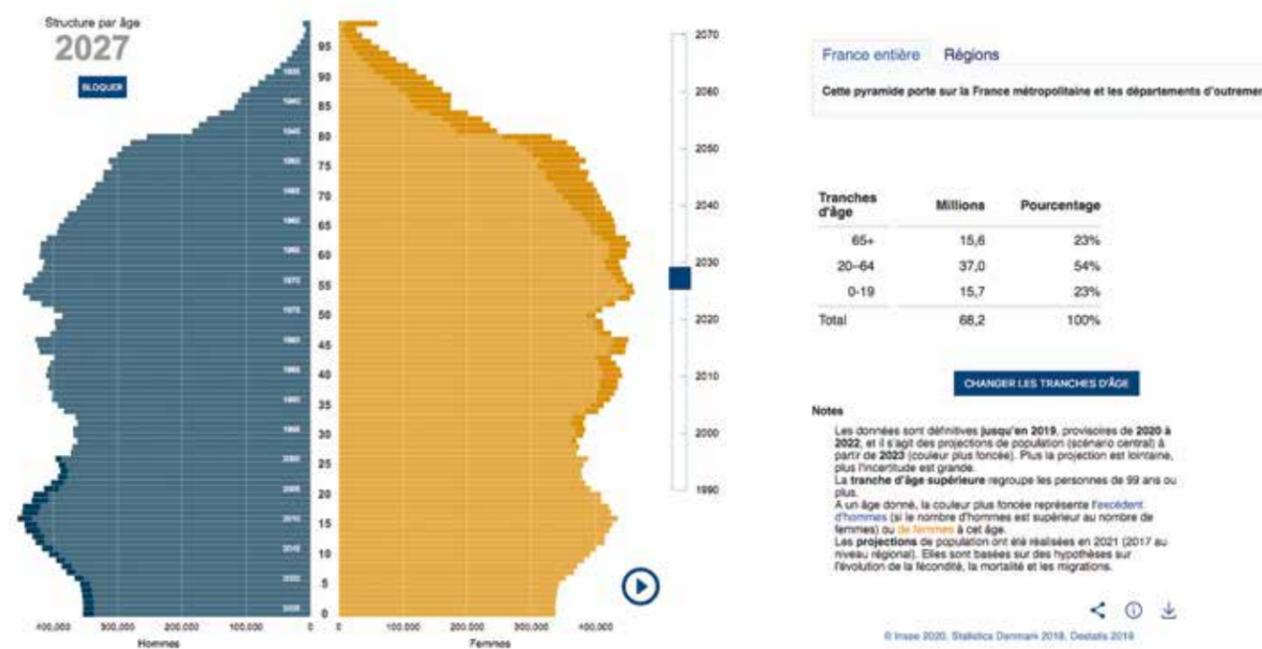 Structure par âge
2027
BLOQUER
95
90
85
80
75
70
65
60
55
50
45
40
35
30
25
20
15
10
5
0
400.000 300.000 200.000 100.000 0
Hommes
0 100.000 200.000 300.000 400.000
Femmes
2070
2060
2050
2040
2030
2020
2010
2000
1990
France entière Régions
Cette pyramide porte sur la France métropolitaine et les départements d'outremer
Tranches d'âge Millions Pourcentage
65+ 15,6 23%
20–64 37,0 54%
0-19 15,7 23%
Total 68,2 100%
CHANGER LES TRANCHES D'ÂGE
Notes
Les données sont définitives jusqu'en 2019, provisoires de 2020 à
2022, et il s'agit des projections de population (scénario central) à
partir de 2023 (couleur plus foncée). Plus la projection est lointaine,
plus l'incertitude est grande.
La tranche d'âge supérieure regroupe les personnes de 99 ans ou
plus.
A un âge donné, la couleur plus foncée représente l'excédent
d'hommes (si le nombre d'hommes est supérieur au nombre de
femmes) ou de femmes à cet âge.
Les projections de population ont été réalisées en 2021 (2017 au
niveau régional). Elles sont basées sur des hypothèses sur
l'évolution de la fécondité, la mortalité et les migrations.
© Insee 2020, Statistics Denmark 2018, Destatis 2018